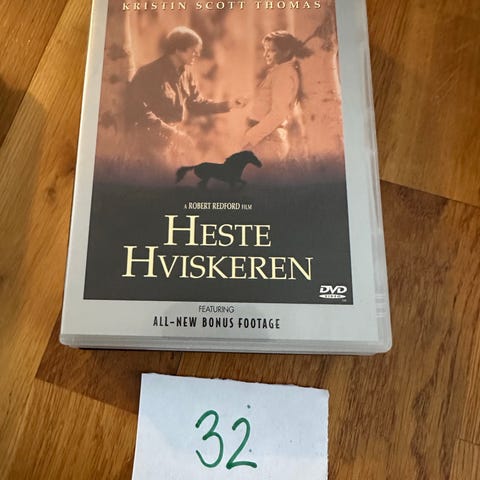 KRISTIN SCOTT THOMAS
A ROBERT REDFORD FILM
HESTE
HVISKEREN
DVD
VIDEO
FEATURING
ALL-NEW BONUS FOOTAGE
32